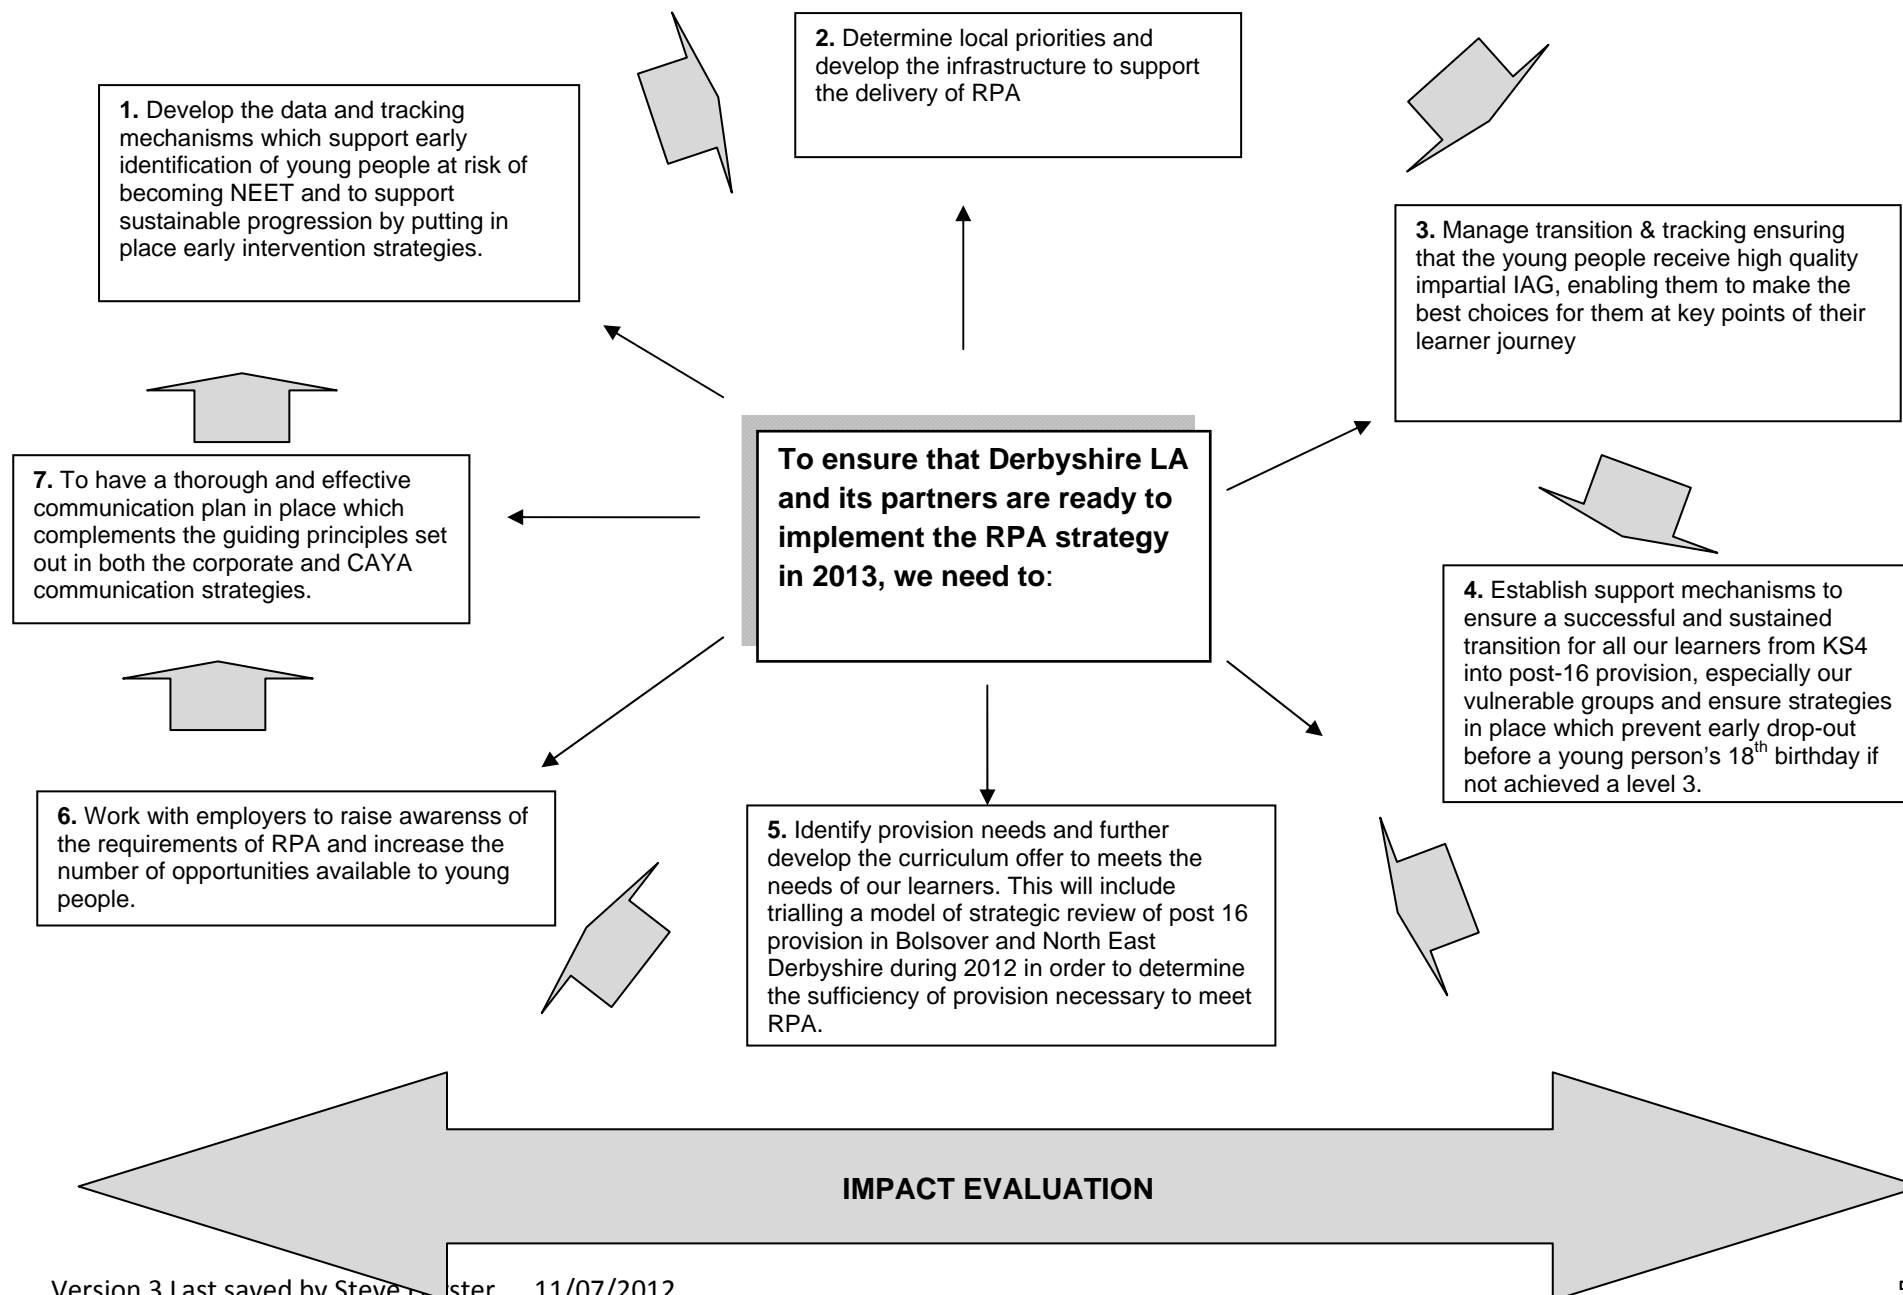 1. Develop the data and tracking
mechanisms which support early
identification of young people at risk of
becoming NEET and to support
sustainable progression by putting in
place early intervention strategies.
2. Determine local priorities and
develop the infrastructure to support
the delivery of RPA
3. Manage transition & tracking ensuring
that the young people receive high quality
impartial IAG, enabling them to make the
best choices for them at key points of their
learner journey
To ensure that Derbyshire LA
and its partners are ready to
implement the RPA strategy
in 2013, we need to:
4. Establish support mechanisms to
ensure a successful and sustained
transition for all our learners from KS4
into post-16 provision, especially our
vulnerable groups and ensure strategies
in place which prevent early drop-out
before a young person's 18th birthday if
not achieved a level 3.
5. Identify provision needs and further
develop the curriculum offer to meets the
needs of our learners. This will include
trialling a model of strategic review of post 16
provision in Bolsover and North East
Derbyshire during 2012 in order to determine
the sufficiency of provision necessary to meet
RPA.
6. Work with employers to raise awarenss of
the requirements of RPA and increase the
number of opportunities available to young
people.
7. To have a thorough and effective
communication plan in place which
complements the guiding principles set
out in both the corporate and CAYA
communication strategies.
IMPACT EVALUATION
Version 3 Last saved by Steve 11/07/2012